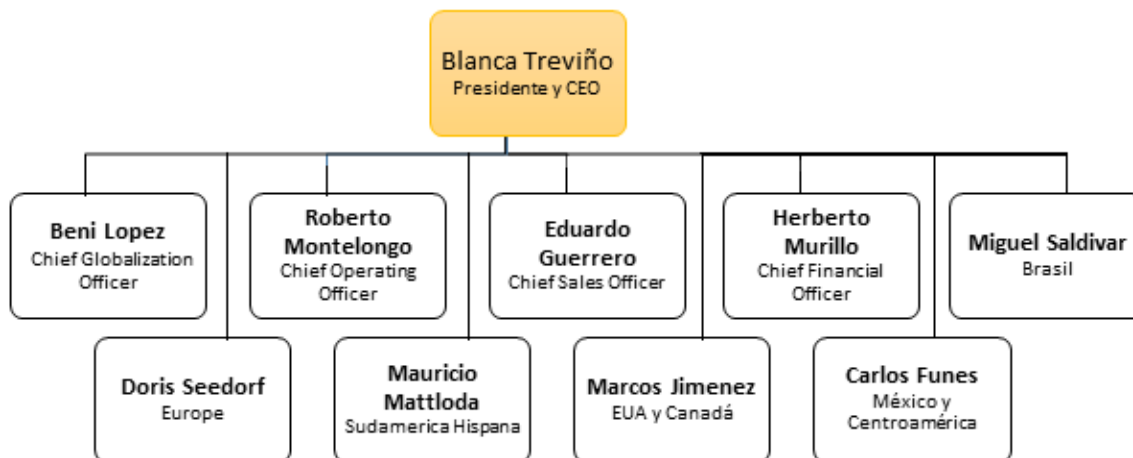 Blanca Treviño
Presidente y CEO
Beni Lopez
Chief Globalization
Officer
Roberto
Montelongo
Chief Operating
Officer
Eduardo
Guerrero
Chief Sales Officer
Herberto
Murillo
Chief Financial
Officer
Miguel Saldivar
Brasil
Doris Seedorf
Europe
Mauricio
Mattloda
Sudamerica Hispana
Marcos Jimenez
EUA y Canadá
Carlos Funes
México y
Centroamérica